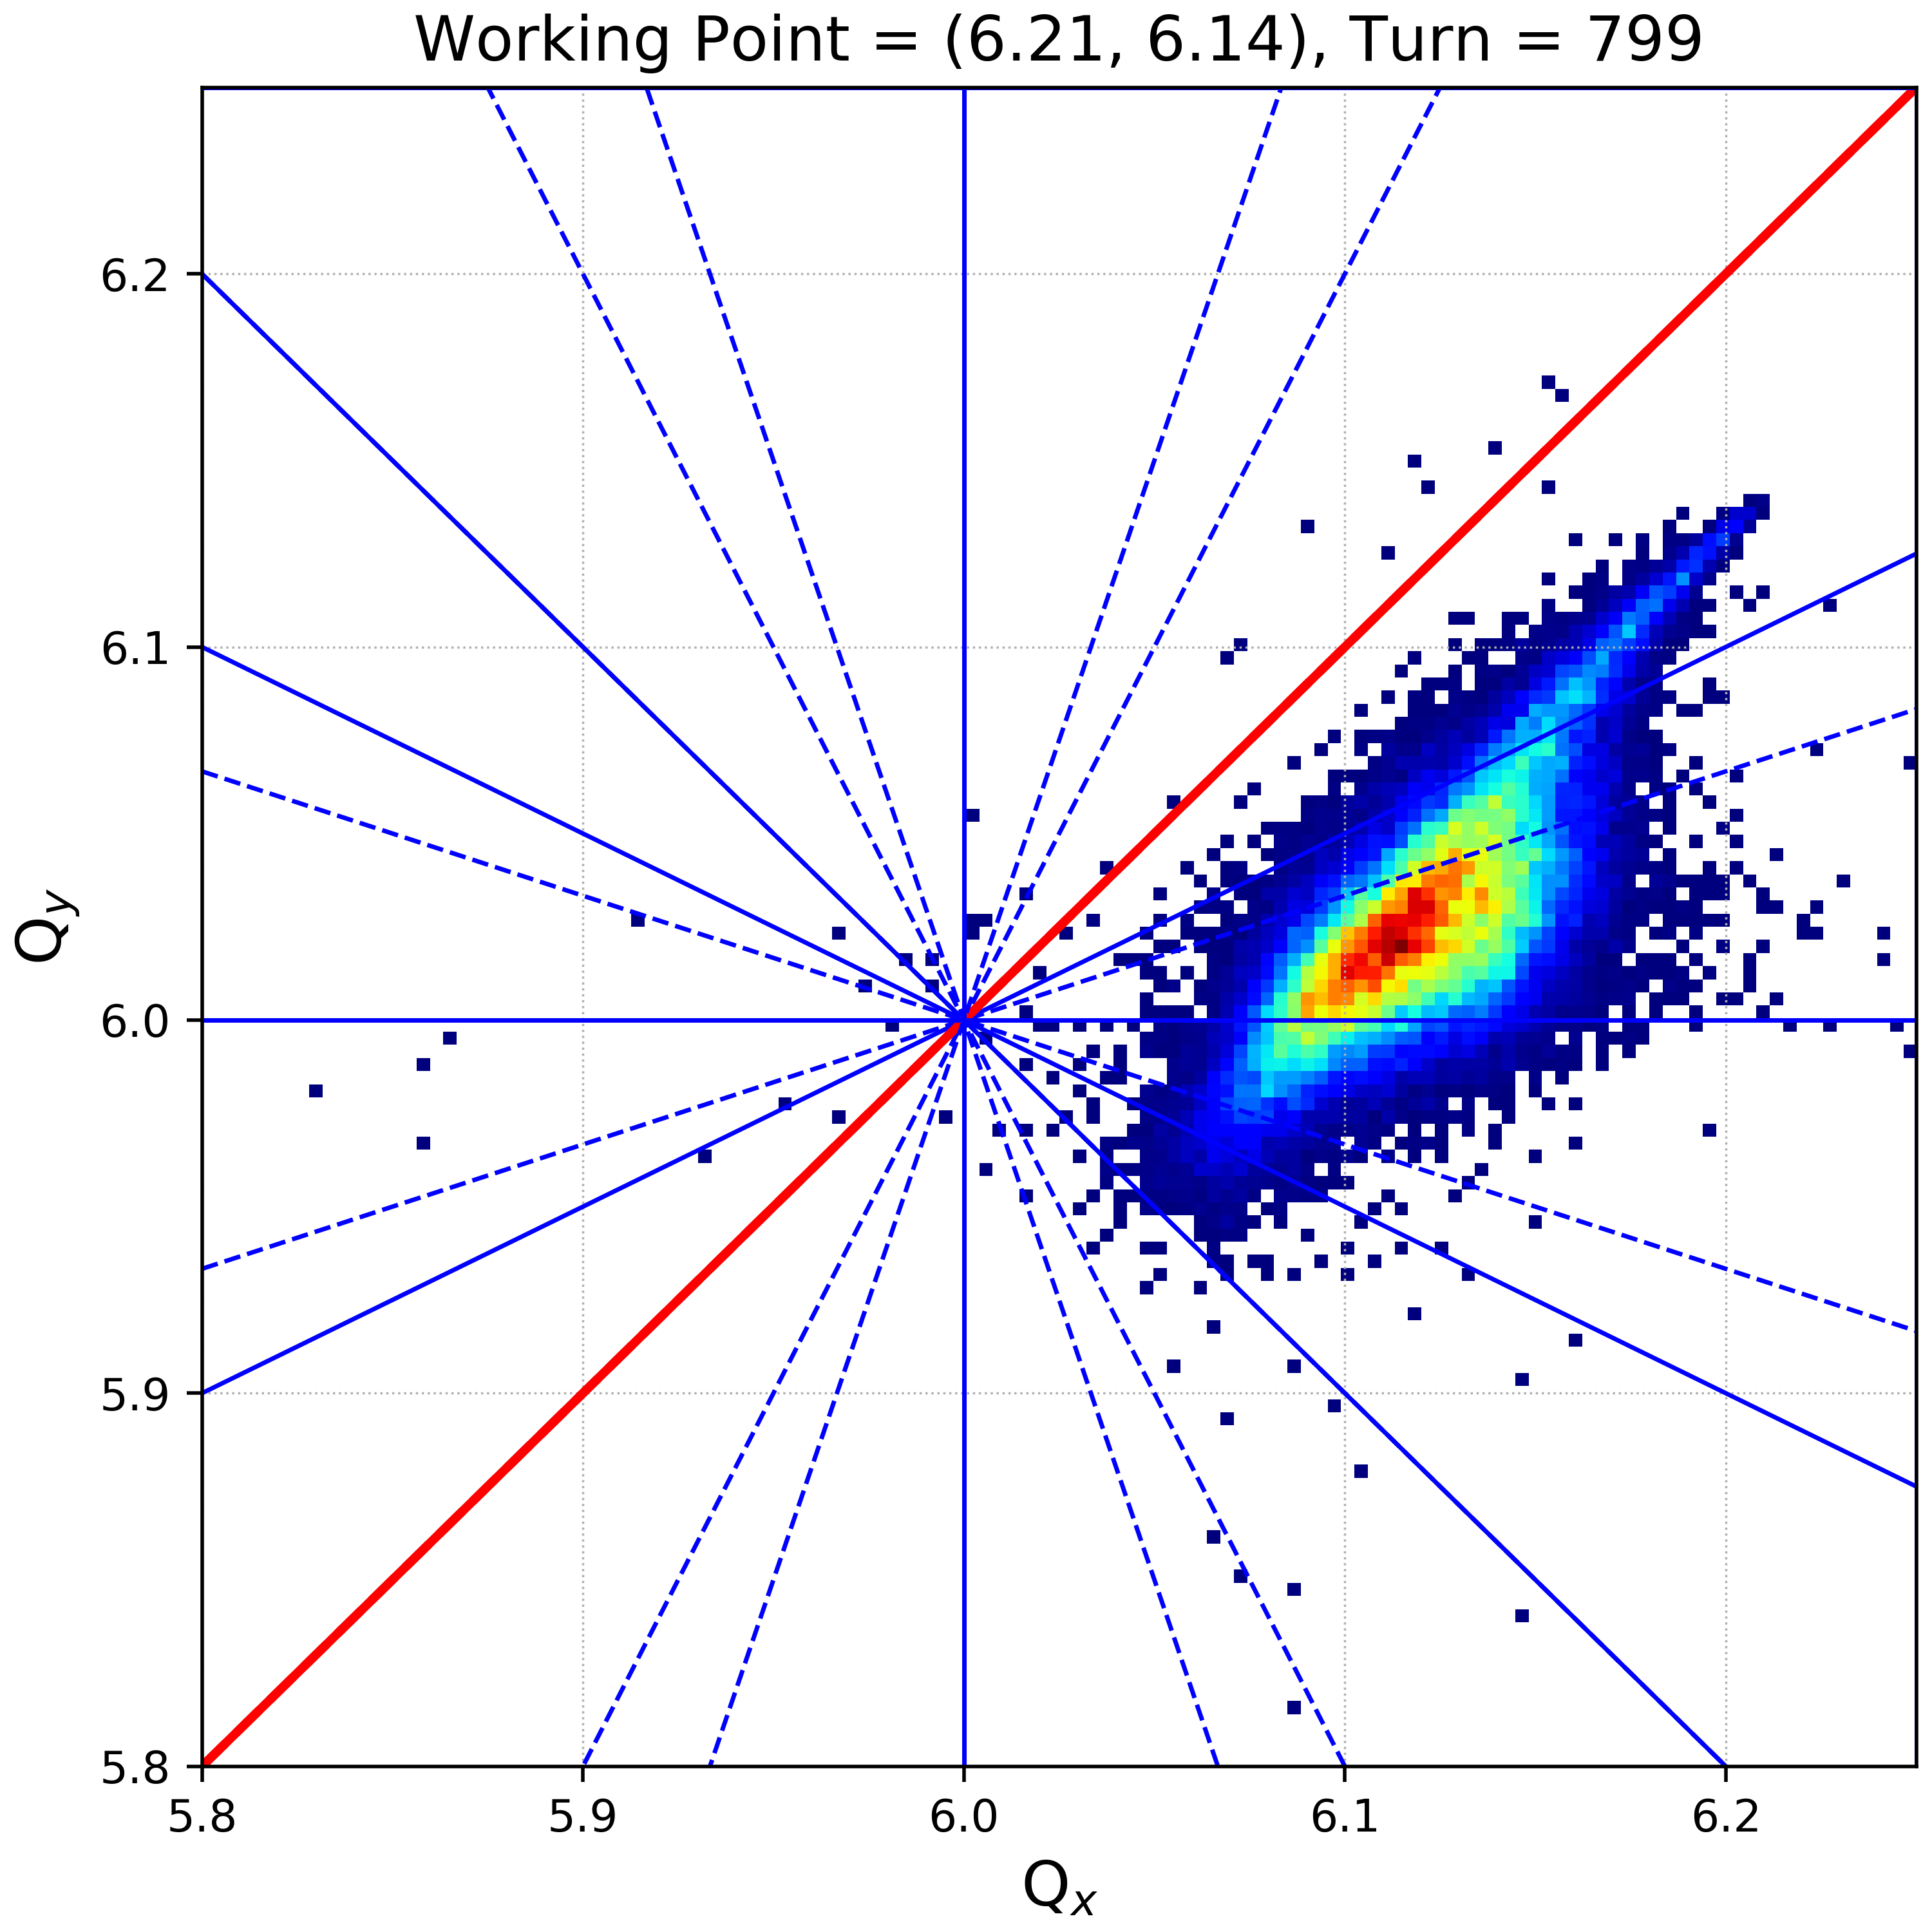 Working Point = (6.21, 6.14), Turn = 799
6.2
6.1
6.0
5.9
5.8
Qy
5.8 5.9 6.0 6.1 6.2
Qx